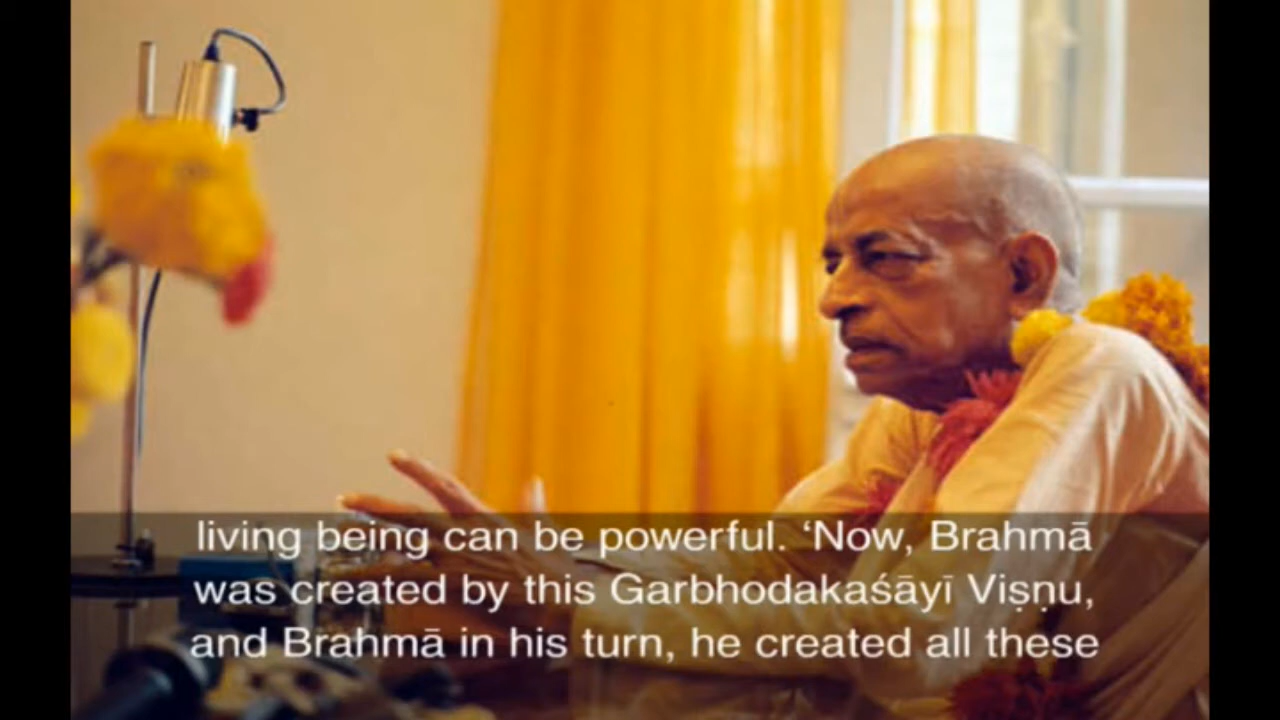 living being can be powerful. ‘Now, Brahmā
was created by this Garbhodakaśāyī Viṣṇu,
and Brahmā in his turn, he created all these